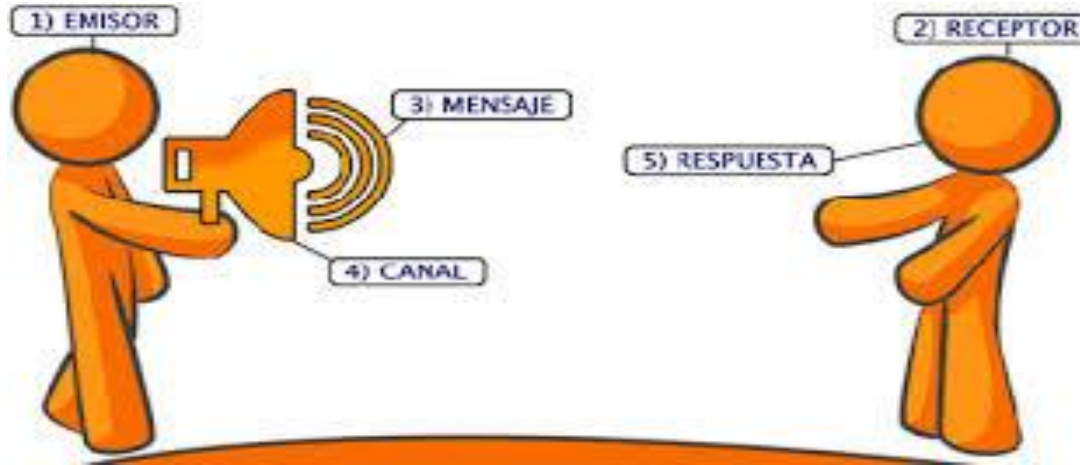 1) EMISOR
2) RECEPTOR
3) MENSAJE
5) RESPUESTA
4) CANAL